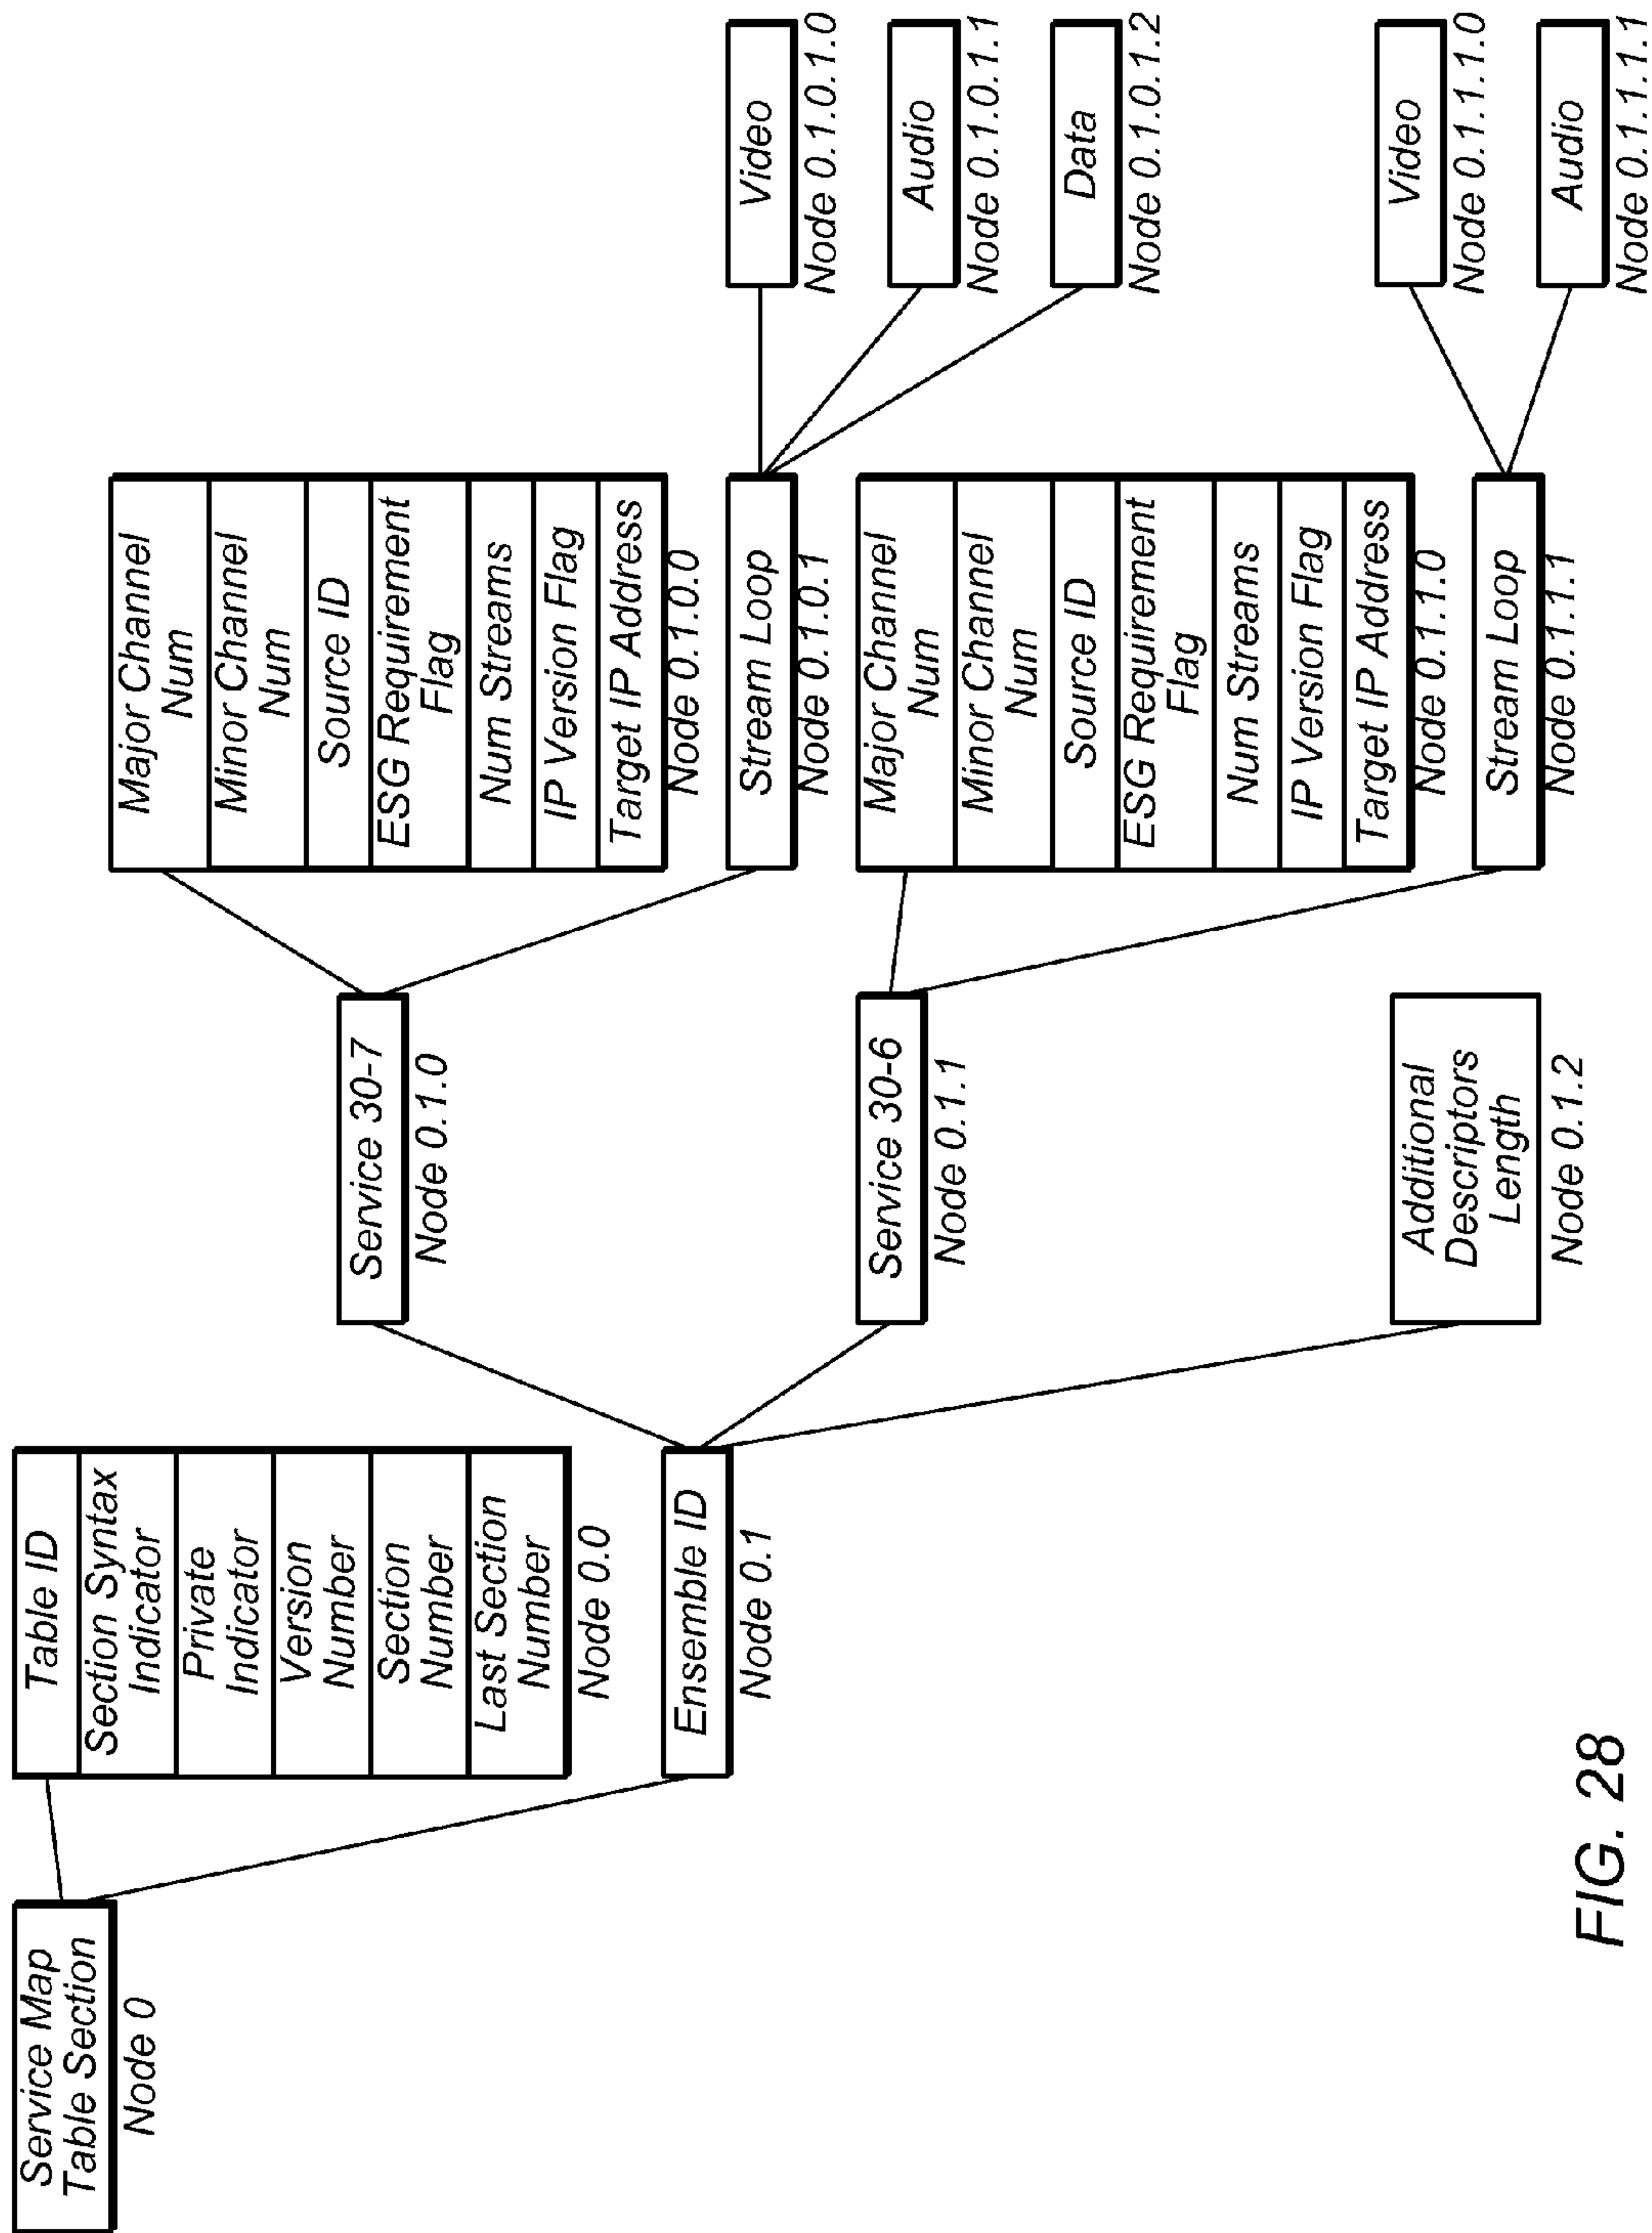 Service Map
Table Section
Node 0
Table ID
Section Syntax
Indicator
Private
Indicator
Version
Number
Section
Number
Last Section
Number
Node 0.0
Ensemble ID
Node 0.1
Service 30-7
Node 0.1.0
Service 30-6
Node 0.1.1
Additional
Descriptors
Length
Node 0.1.2
Major Channel
Num
Minor Channel
Num
Source ID
ESG Requirement
Flag
Num Streams
IP Version Flag
Target IP Address
Node 0.1.0.0
Stream Loop
Node 0.1.0.1
Major Channel
Num
Minor Channel
Num
Source ID
ESG Requirement
Flag
Num Streams
IP Version Flag
Target IP Address
Node 0.1.1.0
Stream Loop
Node 0.1.1.1
Video
Node 0.1.0.1.0
Audio
Node 0.1.0.1.1
Data
Node 0.1.0.1.2
Video
Node 0.1.1.1.0
Audio
Node 0.1.1.1.1
FIG. 28